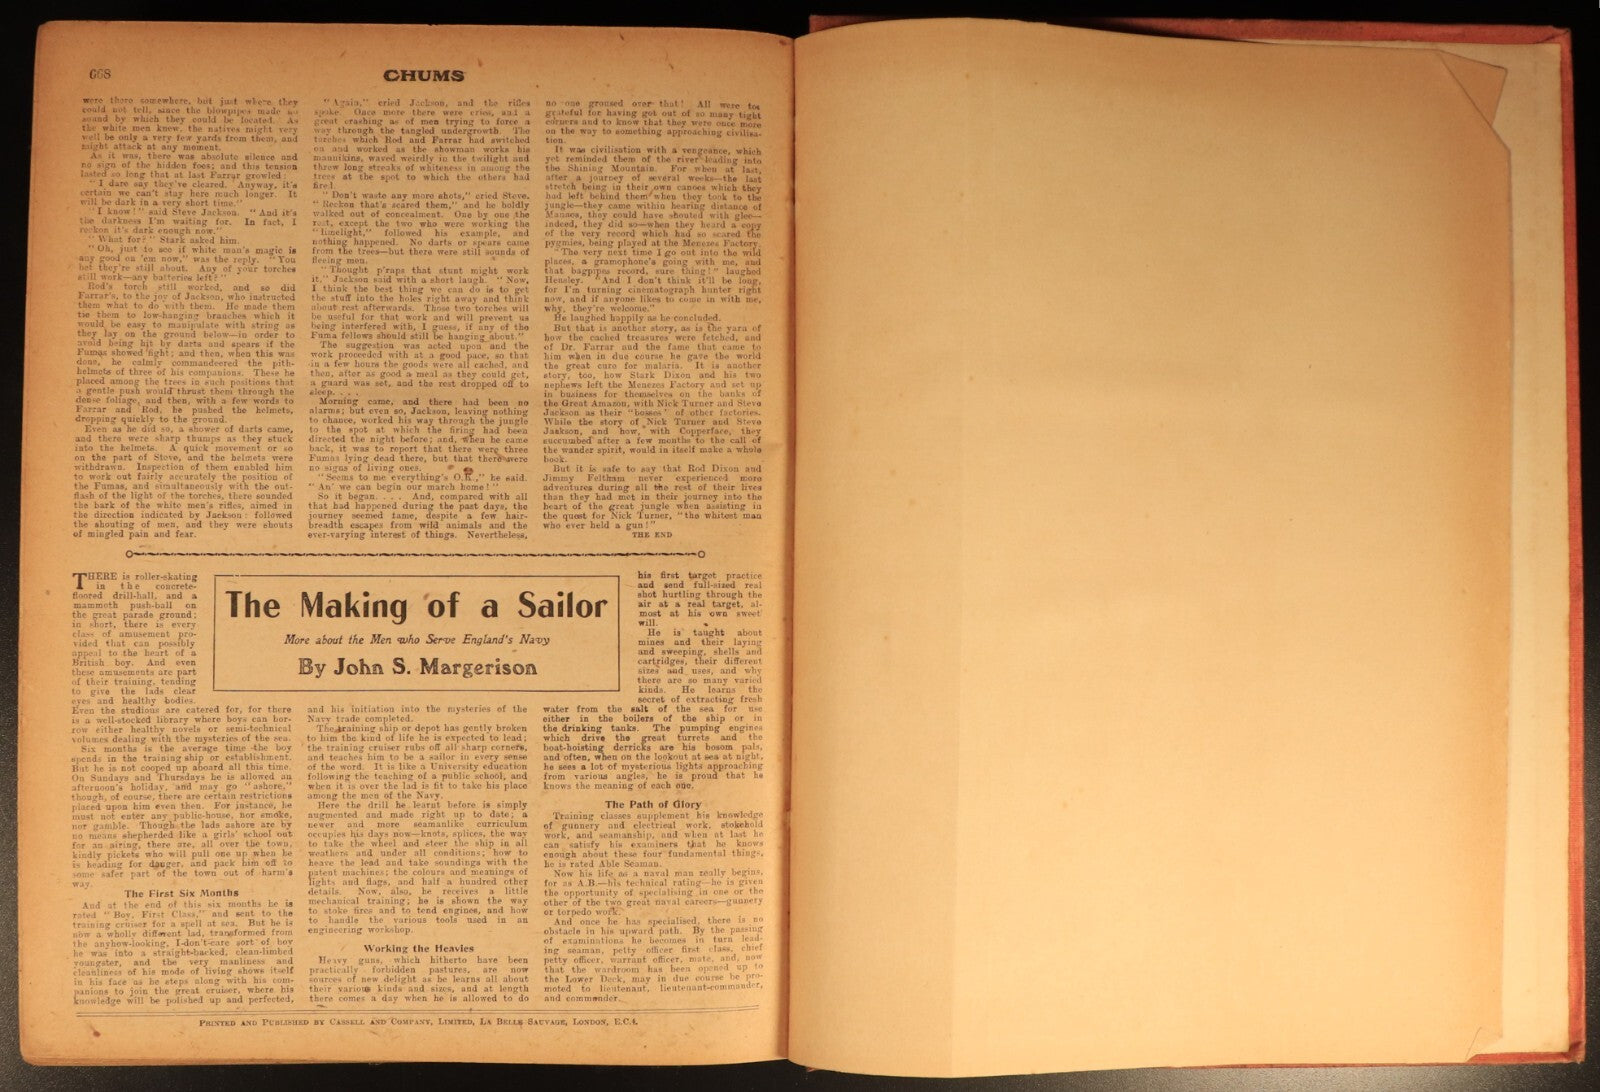 668
CHUMS
were there somewhere, but just where they
could not tell, since the blowpipes made no
sound by which they could be located. As
the white men knew, the natives might very
well be only a very few yards from them, and
might attack at any moment.
As it was, there was absolute silence and
no sign of the hidden foes; and this tension
lasted so long that at last Farrar growled:
"I dare say they've cleared. Anyway, it's
certain we can't stay here much longer. It
will be dark in a very short time."
"I know!" said Steve Jackson. "And it's
the darkness I'm waiting for. In fact, I
reckon it's dark enough now."
"What for?" Stark asked him.
"Oh, just to see if white man's magic is
any good on 'em now," was the reply. "You
bet they're still about. Any of your torches
still work—any batteries left?"
Rod's torch still worked, and so did
Farrar's, to the joy of Jackson, who instructed
them what to do with them. He made them
tie them to low-hanging branches which it
would be easy to manipulate with string as
they lay on the ground below—in order to
avoid being hit by darts and spears if the
Fumas showed fight; and then, when this was
done, he calmly commandeered the pith-
helmets of three of his companions. These he
placed among the trees in such positions that
a gentle push would thrust them through the
dense foliage, and then, with a few words to
Farrar and Rod, he pushed the helmets,
dropping quickly to the ground.
Even as he did so, a shower of darts came,
and there were sharp thumps as they stuck
into the helmets. A quick movement or so
on the part of Steve, and the helmets were
withdrawn. Inspection of them enabled him
to work out fairly accurately the position of
the Fumas, and simultaneously with the out-
flash of the light of the torches, there sounded
the bark of the white men's rifles, aimed in
the direction indicated by Jackson: followed
the shouting of men, and they were shouts
of mingled pain and fear.
"Again," cried Jackson, and the rifles
spoke. Once more there were cries, and a
great crashing as of men trying to force a
way through the tangled undergrowth. The
torches which Rod and Farrar had switched
on and worked as the showman works his
mannikins, waved weirdly in the twilight and
threw long streaks of whiteness in among the
trees at the spot to which the others had
fired.
"Don't waste any more shots," cried Steve.
"Reckon that's scared them," and he boldly
walked out of concealment. One by one the
rest, except the two who were working the
"limelight," followed his example, and
nothing happened. No darts or spears came
from the trees—but there were still sounds of
fleeing men.
"Thought p'raps that stunt might work
it," Jackson said with a short laugh. "Now,
I think the best thing we can do is to get
the stuff into the holes right away and think
about rest afterwards. Those two torches will
be useful for that work and will prevent us
being interfered with, I guess, if any of the
Fuma fellows should still be hanging about."
The suggestion was acted upon and the
work proceeded with at a good pace, so that
in a few hours the goods were all cached, and
then, after as good a meal as they could get,
a guard was set, and the rest dropped off to
sleep. . . .
Morning came, and there had been no
alarms; but even so, Jackson, leaving nothing
to chance, worked his way through the jungle
to the spot at which the firing had been
directed the night before; and, when he came
back, it was to report that there were three
Fumas lying dead there, but that there were
no signs of living ones.
"Seems to me everything's O.K.," he said.
"An' we can begin our march home!"
So it began. . . . And, compared with all
that had happened during the past days, the
journey seemed tame, despite a few hair-
breadth escapes from wild animals and the
ever-varying interest of things. Nevertheless,
no one groused over that! All were too
grateful for having got out of so many tight
corners and to know that they were once more
on the way to something approaching civilisa-
tion.
It was civilisation with a vengeance, which
yet reminded them of the river leading into
the Shining Mountain. For when at last,
after a journey of several weeks—the last
stretch being in their own canoes which they
had left behind them when they took to the
jungle—they came within hearing distance of
Manaos, they could have shouted with glee—
indeed, they did so—when they heard a copy
of the very record which had so scared the
pygmies, being played at the Menezes Factory.
"The very next time I go out into the wild
places, a gramophone's going with me, and
that bagpipes record, sure thing!" laughed
Hensley. "And I don't think it'll be long,
for I'm turning cinematograph hunter right
now, and if anyone likes to come in with me,
why, they're welcome."
He laughed happily as he concluded.
But that is another story, as is the yarn of
how the cached treasures were fetched, and
of Dr. Farrar and the fame that came to
him when in due course he gave the world
the great cure for malaria. It is another
story, too, how Stark Dixon and his two
nephews left the Menezes Factory and set up
in business for themselves on the banks of
the Great Amazon, with Nick Turner and Steve
Jackson as their "bosses" of other factories.
While the story of Nick Turner and Steve
Jackson, and how, with Copperface, they
succumbed after a few months to the call of
the wander spirit, would in itself make a whole
book.
But it is safe to say that Rod Dixon and
Jimmy Feltham never experienced more
adventures during all the rest of their lives
than they had met in their journey into the
heart of the great jungle when assisting in
the quest for Nick Turner, "the whitest man
who ever held a gun!"
THE END
The Making of a Sailor
More about the Men who Serve England's Navy
By John S. Margerison
THERE is roller-skating
in the concrete-
floored drill-hall, and a
mammoth push-ball on
the great parade ground;
in short, there is every
class of amusement pro-
vided that can possibly
appeal to the heart of a
British boy. And even
these amusements are part
of their training, tending
to give the lads clear
eyes and healthy bodies.
Even the studious are catered for, for there
is a well-stocked library where boys can bor-
row either healthy novels or semi-technical
volumes dealing with the mysteries of the sea.
Six months is the average time the boy
spends in the training ship or establishment.
But he is not cooped up aboard all this time.
On Sundays and Thursdays he is allowed an
afternoon's holiday, and may go "ashore,"
though, of course, there are certain restrictions
placed upon him even then. For instance, he
must not enter any public-house, nor smoke,
nor gamble. Though the lads ashore are by
no means shepherded like a girls' school out
for an airing, there are, all over the town,
kindly pickets who will pull one up when he
is heading for danger, and pack him off to
some safer part of the town out of harm's
way.
The First Six Months
And at the end of this six months he is
rated "Boy, First Class," and sent to the
training cruiser for a spell at sea. But he is
now a wholly different lad, transformed from
the anyhow-looking, I-don't-care sort of boy
he was into a straight-backed, clean-limbed
youngster, and the very manliness and
cleanliness of his mode of living shows itself
in his face as he steps along with his com-
panions to join the great cruiser, where his
knowledge will be polished up and perfected,
and his initiation into the mysteries of the
Navy trade completed.
The training ship or depot has gently broken
to him the kind of life he is expected to lead;
the training cruiser rubs off all sharp corners,
and teaches him to be a sailor in every sense
of the word. It is like a University education
following the teaching of a public school, and
when it is over the lad is fit to take his place
among the men of the Navy.
Here the drill he learnt before is simply
augmented and made right up to date; a
newer and more seamanlike curriculum
occupies his days now—knots, splices, the way
to take the wheel and steer the ship in all
weathers and under all conditions; how to
heave the lead and take soundings with the
patent machines; the colours and meanings of
lights and flags, and half a hundred other
details. Now, also, he receives a little
mechanical training; he is shown the way
to stoke fires and to tend engines, and how
to handle the various tools used in an
engineering workshop.
Working the Heavies
Heavy guns, which hitherto have been
practically forbidden pastures, are now
sources of new delight as he learns all about
their various kinds and sizes, and at length
there comes a day when he is allowed to do
his first target practice
and send full-sized real
shot hurtling through the
air at a real target, al-
most at his own sweet
will.
He is taught about
mines and their laying
and sweeping, shells and
cartridges, their different
sizes and uses, and why
there are so many varied
kinds. He learns the
secret of extracting fresh
water from the salt of the sea for use
either in the boilers of the ship or in
the drinking tanks. The pumping engines
which drive the great turrets and the
boat-hoisting derricks are his bosom pals,
and often, when on the lookout at sea at night,
he sees a lot of mysterious lights approaching
from various angles, he is proud that he
knows the meaning of each one.
The Path of Glory
Training classes supplement his knowledge
of gunnery and electrical work, stokehold
work, and seamanship, and when at last he
can satisfy his examiners that he knows
enough about these four fundamental things,
he is rated Able Seaman.
Now his life as a naval man really begins,
for as A.B.—his technical rating—he is given
the opportunity of specialising in one or the
other of the two great naval careers—gunnery
or torpedo work.
And once he has specialised, there is no
obstacle in his upward path. By the passing
of examinations he becomes in turn lead-
ing seaman, petty officer first class, chief
petty officer, warrant officer, mate, and, now
that the wardroom has been opened up to
the Lower Deck, may in due course be pro-
moted to lieutenant, lieutenant-commander,
and commander.
PRINTED AND PUBLISHED BY CASSELL AND COMPANY, LIMITED, LA BELLE SAUVAGE, LONDON, E.C.4.